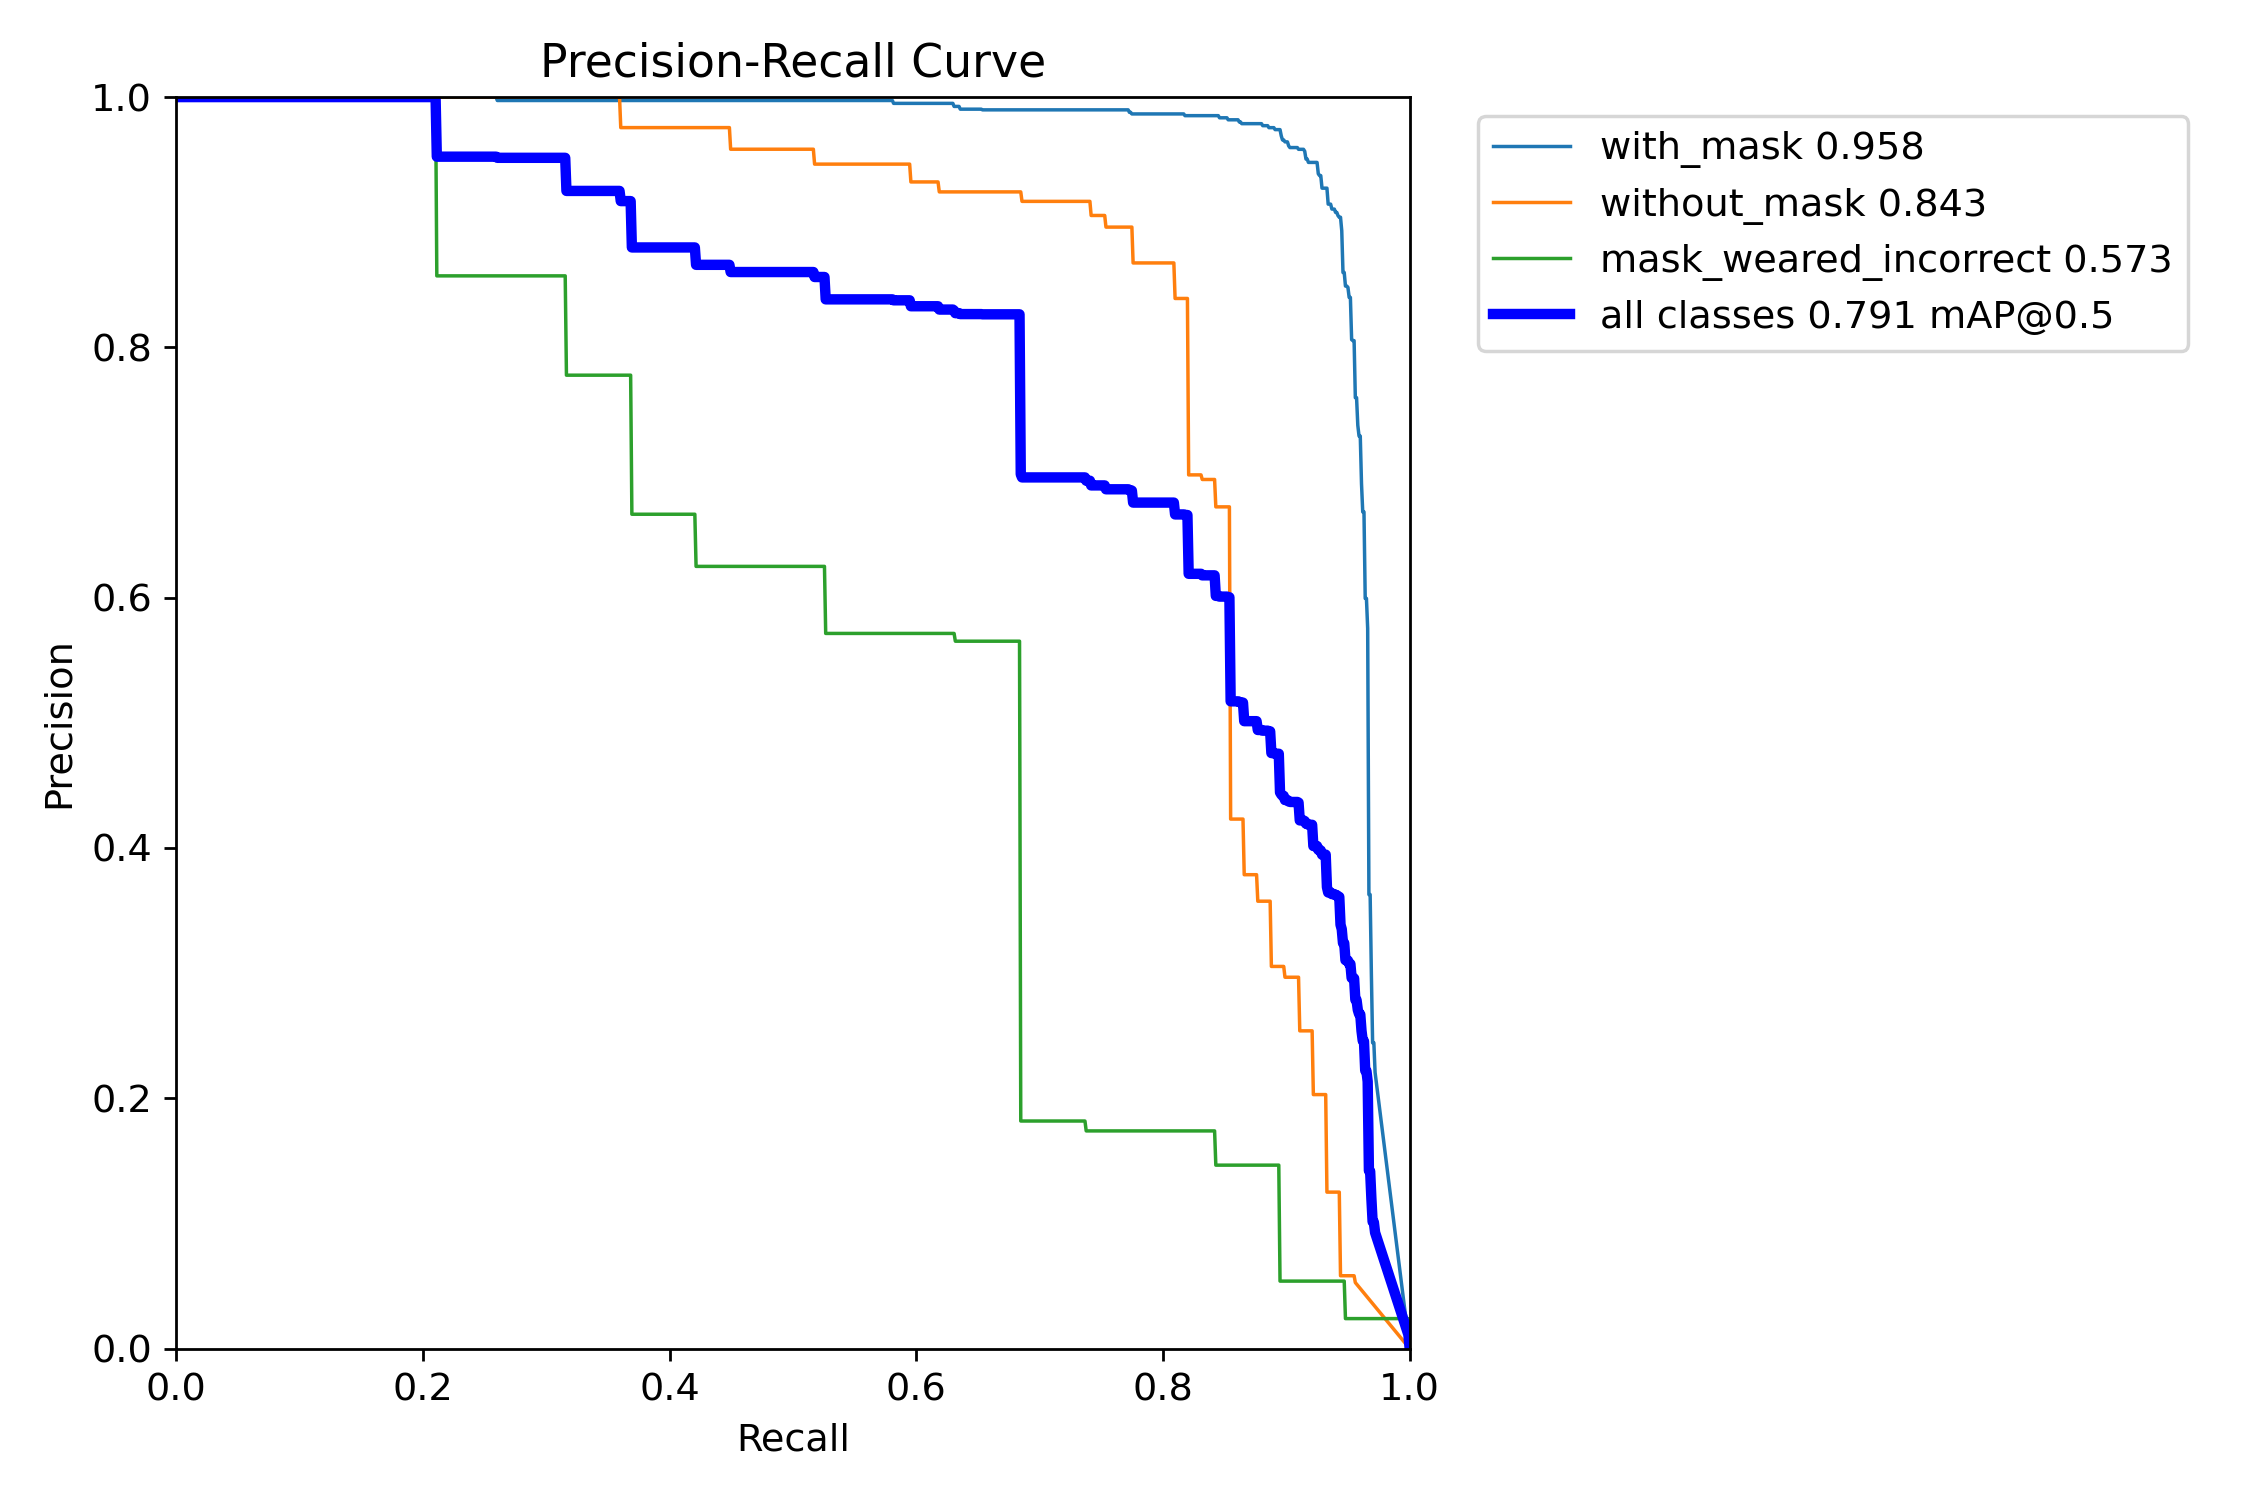 Precision-Recall Curve
1.0
0.8
0.6
0.4
0.2
0.0
Precision
0.0 0.2 0.4 0.6 0.8 1.0
Recall
with_mask 0.958
without_mask 0.843
mask_weared_incorrect 0.573
all classes 0.791 mAP@0.5